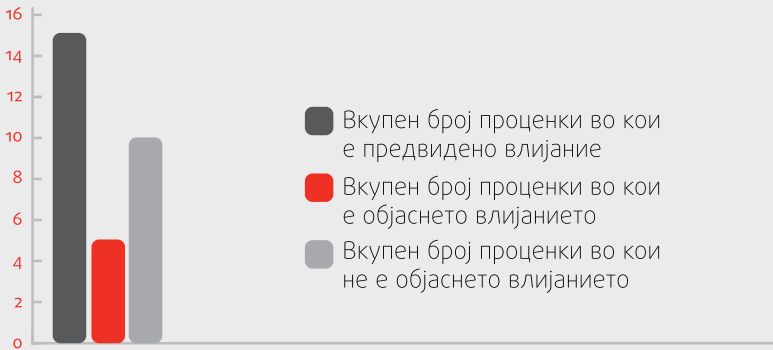 16
14
12
10
8
6
4
2
0
Вкупен број проценки во кои
е предвидено влијание
Вкупен број проценки во кои
е објаснето влијанието
Вкупен број проценки во кои
не е објаснето влијанието